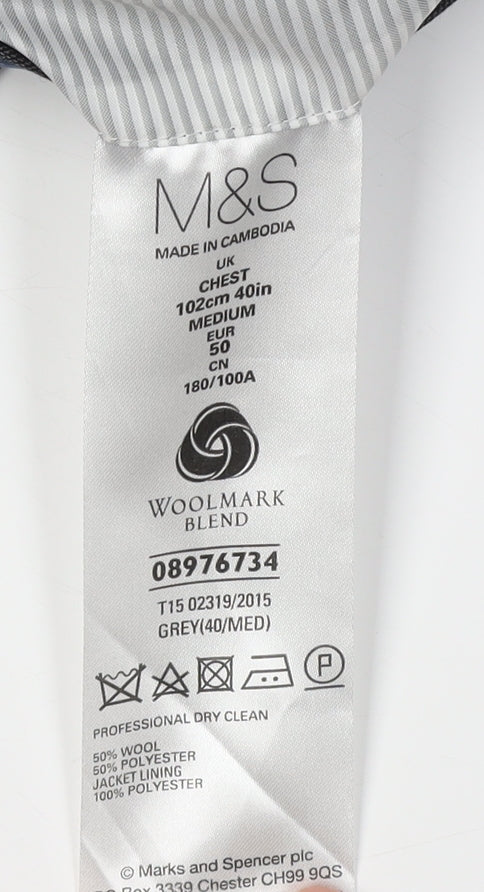 M&S
MADE IN CAMBODIA
UK
CHEST
102cm 40in
MEDIUM
EUR
50
CN
180/100A
WOOLMARK
BLEND
08976734
T15 02319/2015
GREY(40/MED)
P
PROFESSIONAL DRY CLEAN
50% WOOL
50% POLYESTER
JACKET LINING
100% POLYESTER
© Marks and Spencer plc
PO Box 3339 Chester CH99 9QS